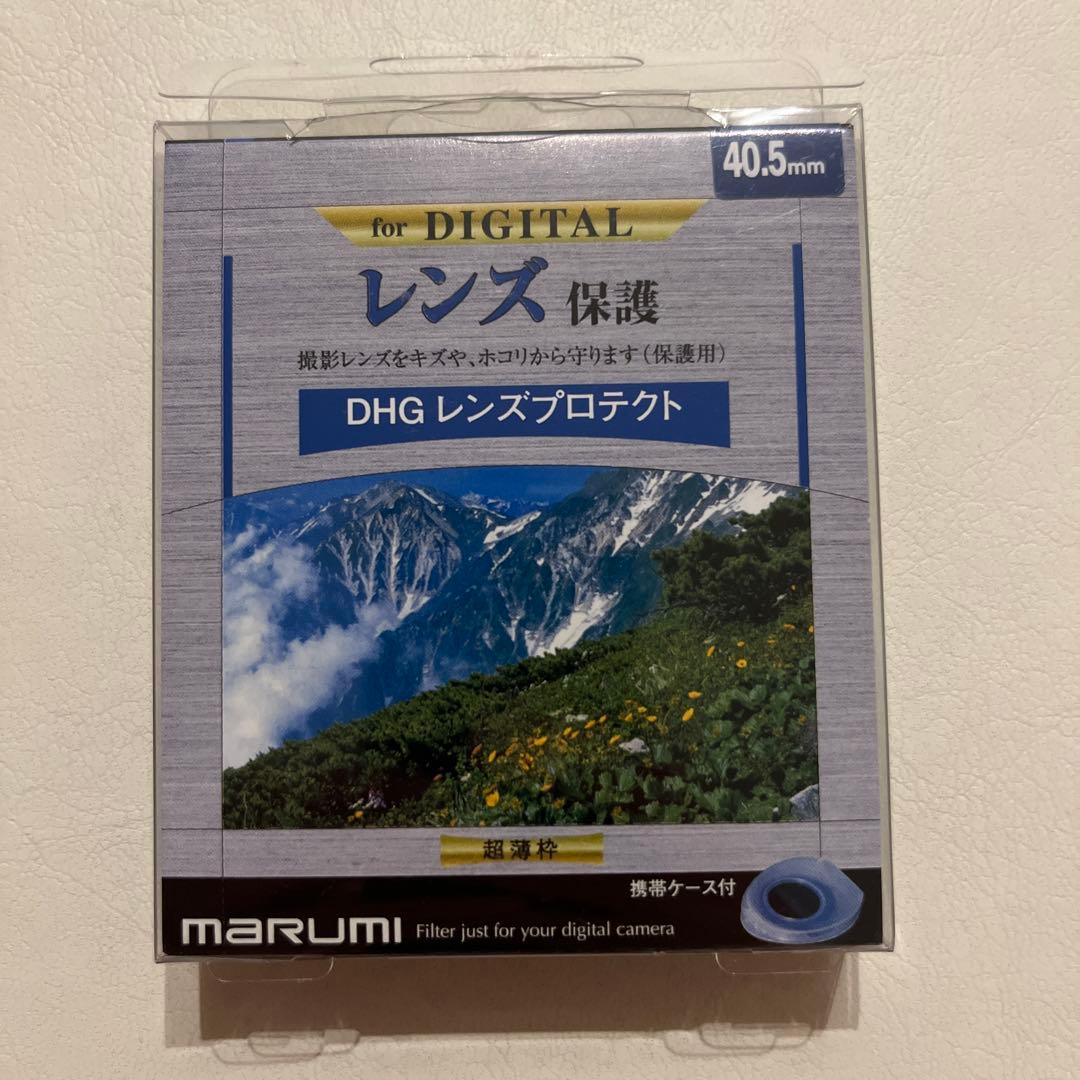 40.5mm
for DIGITAL
レンズ 保護
撮影レンズをキズや、ホコリから守ります(保護用)
DHG レンズプロテクト
超薄枠
携帯ケース付
marumi Filter just for your digital camera